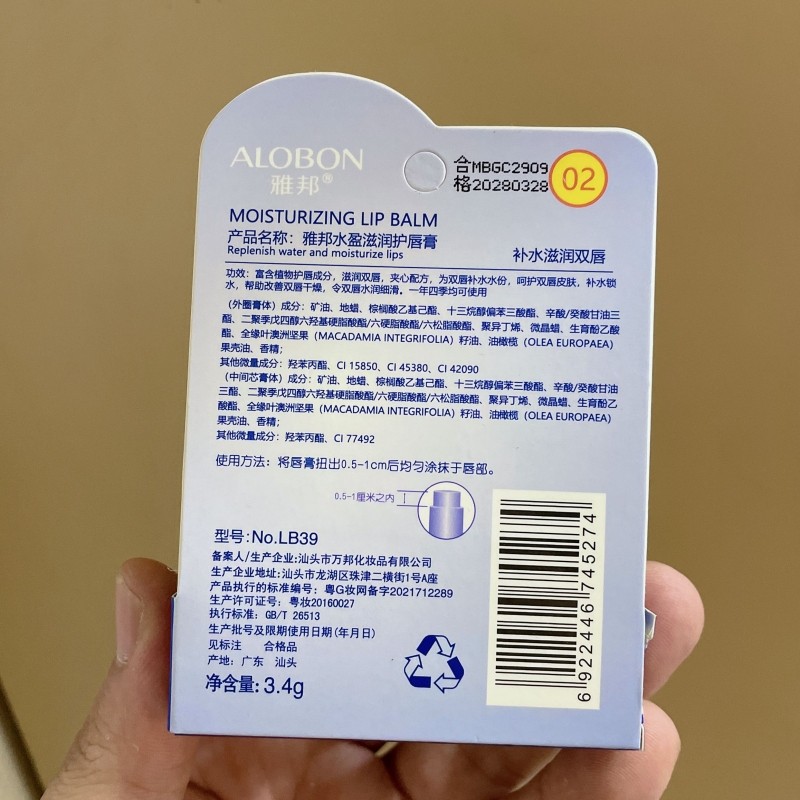 ALOBON
雅邦®
合MBGC2909
格20280328
02
MOISTURIZING LIP BALM
产品名称：雅邦水盈滋润护唇膏
Replenish water and moisturize lips
补水滋润双唇
功效：富含植物护唇成分，滋润双唇，夹心配方，为双唇补水水份，呵护双唇皮肤，补水锁
水，帮助改善双唇干燥，令双唇水润细滑。一年四季均可使用
（外圈膏体）成分：矿油、地蜡、棕榈酸乙基己酯、十三烷醇偏苯三酸酯、辛酸/癸酸甘油三
酯、二聚季戊四醇六羟基硬脂酸酯/六硬脂酸酯/六松脂酸酯、聚异丁烯、微晶蜡、生育酚乙酸
酯、全缘叶澳洲坚果（MACADAMIA INTEGRIFOLIA）籽油、油橄榄（OLEA EUROPAEA）
果壳油、香精；
其他微量成分：羟苯丙酯、CI 15850、CI 45380、CI 42090
（中间芯膏体）成分：矿油、地蜡、棕榈酸乙基己酯、十三烷醇偏苯三酸酯、辛酸/癸酸甘油
三酯、二聚季戊四醇六羟基硬脂酸酯/六硬脂酸酯/六松脂酸酯、聚异丁烯、微晶蜡、生育酚乙
酸酯、全缘叶澳洲坚果（MACADAMIA INTEGRIFOLIA）籽油、油橄榄（OLEA EUROPAEA）
果壳油、香精；
其他微量成分：羟苯丙酯、CI 77492
使用方法：将唇膏扭出0.5-1cm后均匀涂抹于唇部。
0.5-1厘米之内
型号:No.LB39
备案人/生产企业:汕头市万邦化妆品有限公司
生产企业地址:汕头市龙湖区珠津二横街1号A座
产品执行的标准编号：粤G妆网备字2021712289
生产许可证号：粤妆20160027
执行标准：GB/T 26513
生产批号及限期使用日期(年月日)
见标注 合格品
产地：广东 汕头
净含量：3.4g
6922446745274